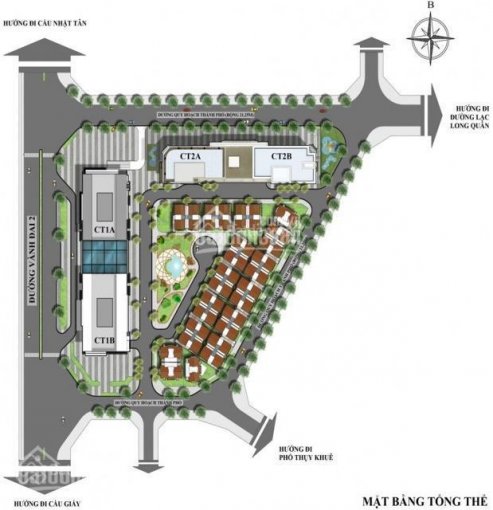 HƯỚNG ĐI CẦU NHẬT TÂN
B
ĐƯỜNG QUY HOẠCH THÀNH PHỐ (RỘNG 21.25M)
HƯỚNG ĐI
ĐƯỜNG LẠC
LONG QUÂN
CT2A
CT2B
CT1A
ĐƯỜNG VÀNH ĐAI 2
CT1B
ĐƯỜNG QUY HOẠCH THÀNH PHỐ
HƯỚNG ĐI
PHỐ THỤY KHUÊ
HƯỚNG ĐI CẦU GIẤY
MẶT BẰNG TỔNG THỂ